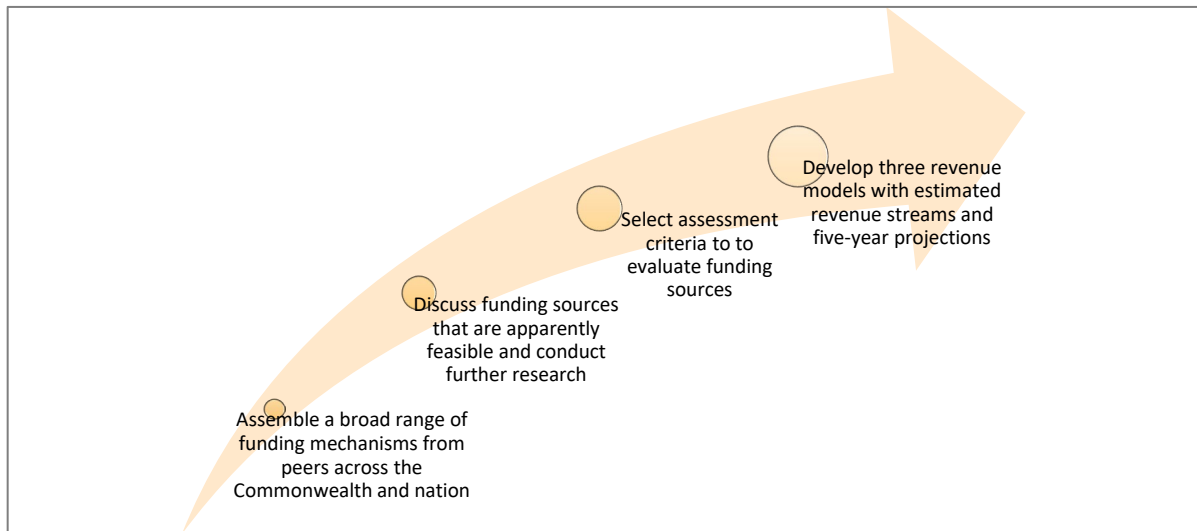 Assemble a broad range of
funding mechanisms from
peers across the
Commonwealth and nation
Discuss funding sources
that are apparently
feasible and conduct
further research
Select assessment
criteria to to
evaluate funding
sources
Develop three revenue
models with estimated
revenue streams and
five-year projections